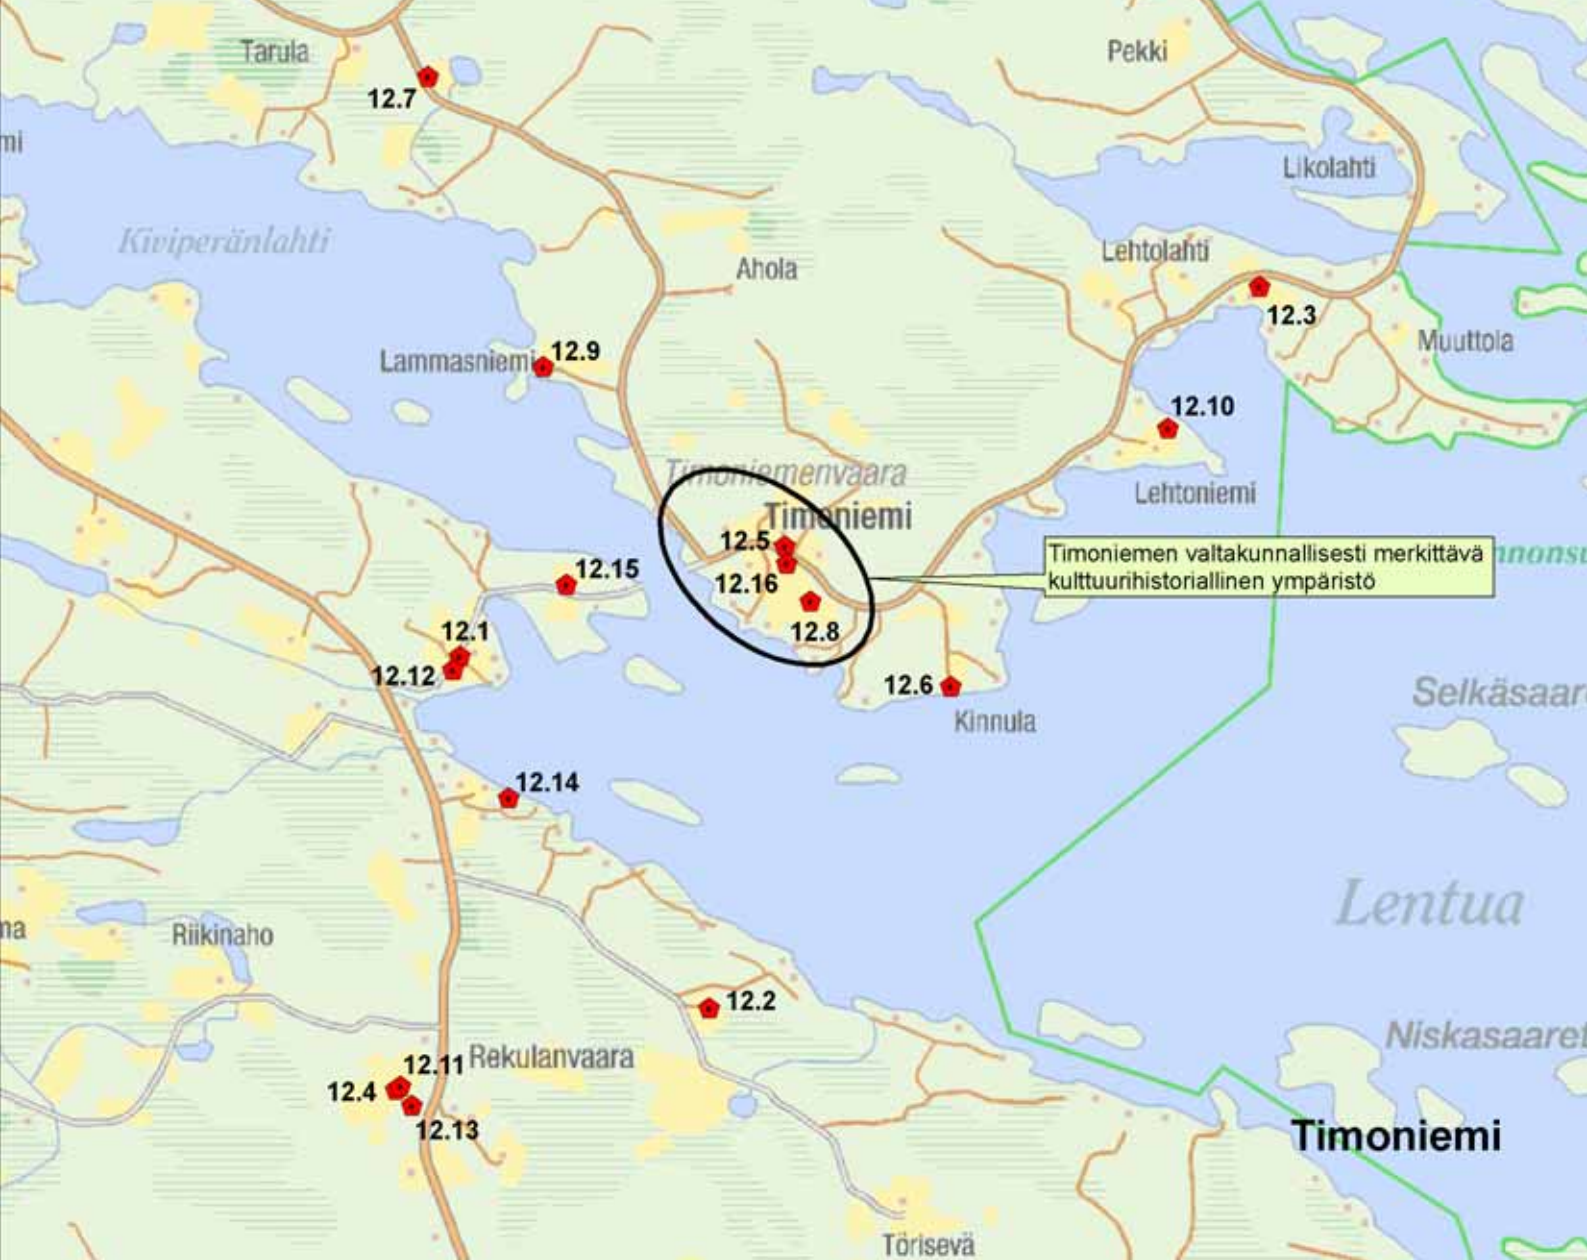 Tarula
Pekki
12.7
mi
Likolahti
Kiviperänlahti
Lehtolahti
Ahola
12.3
Muuttola
12.9
Lammasniemi
12.10
Timoniemenvaara
Lehtoniemi
Timoniemi
12.5
Timoniemen valtakunnallisesti merkittävä
kulttuurihistoriallinen ympäristö
12.15
12.16
12.1
12.8
12.12
12.6
Selkäsaar
Kinnula
12.14
Lentua
na
Riikinaho
12.2
Niskasaaret
12.11
Rekulanvaara
12.4
12.13
Timoniemi
Törisevä